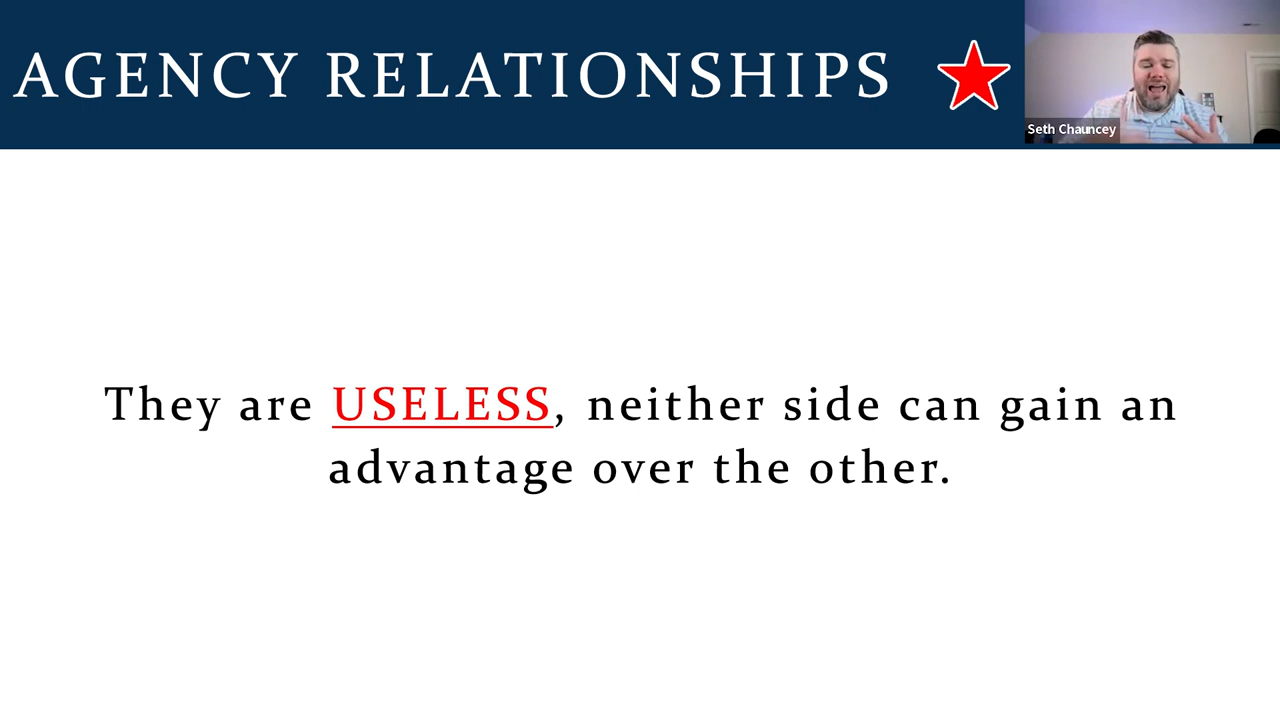 AGENCY RELATIONSHIPS
Seth Chauncey
They are USELESS, neither side can gain an
advantage over the other.